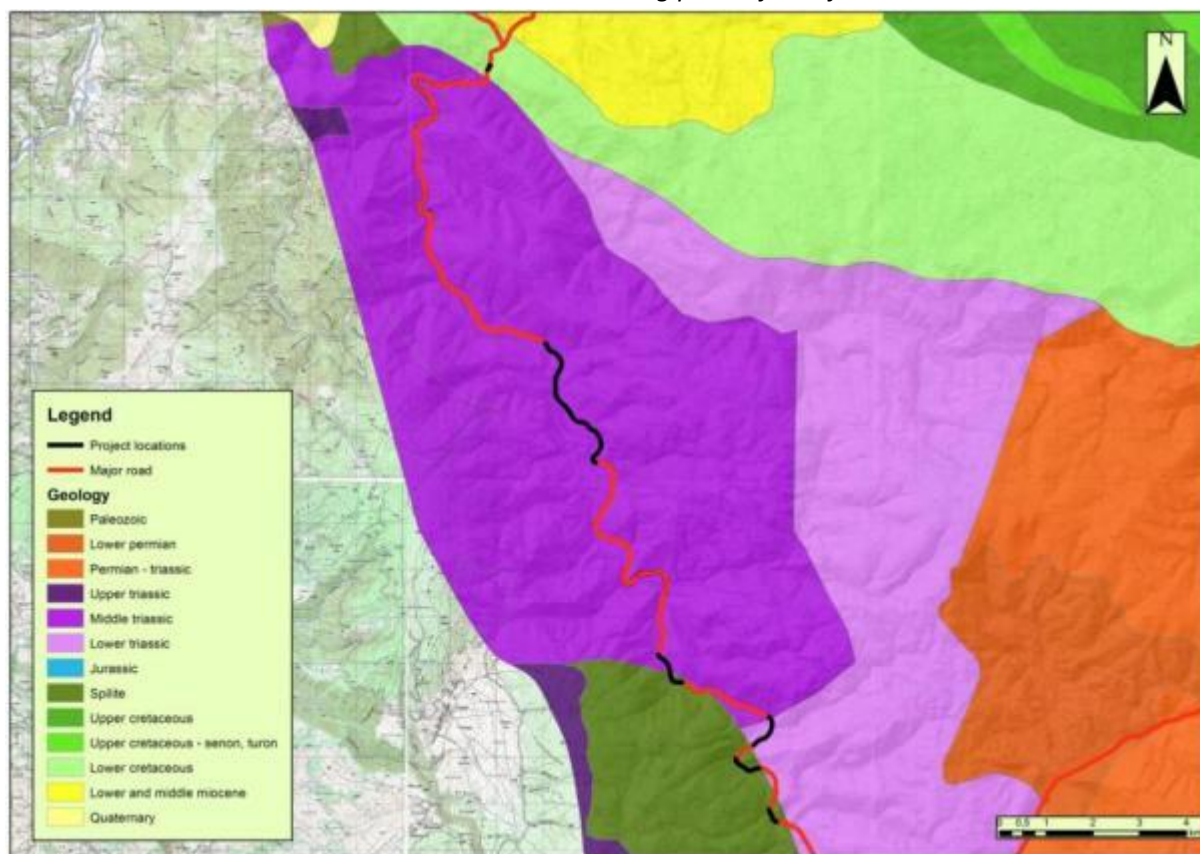 N
Legend
Project locations
Major road
Geology
Paleozoic
Lower permian
Permian - triassic
Upper triassic
Middle triassic
Lower triassic
Jurassic
Spilite
Upper cretaceous
Upper cretaceous - senon, turon
Lower cretaceous
Lower and middle miocene
Quaternary
0 0,5 1 2 3 4